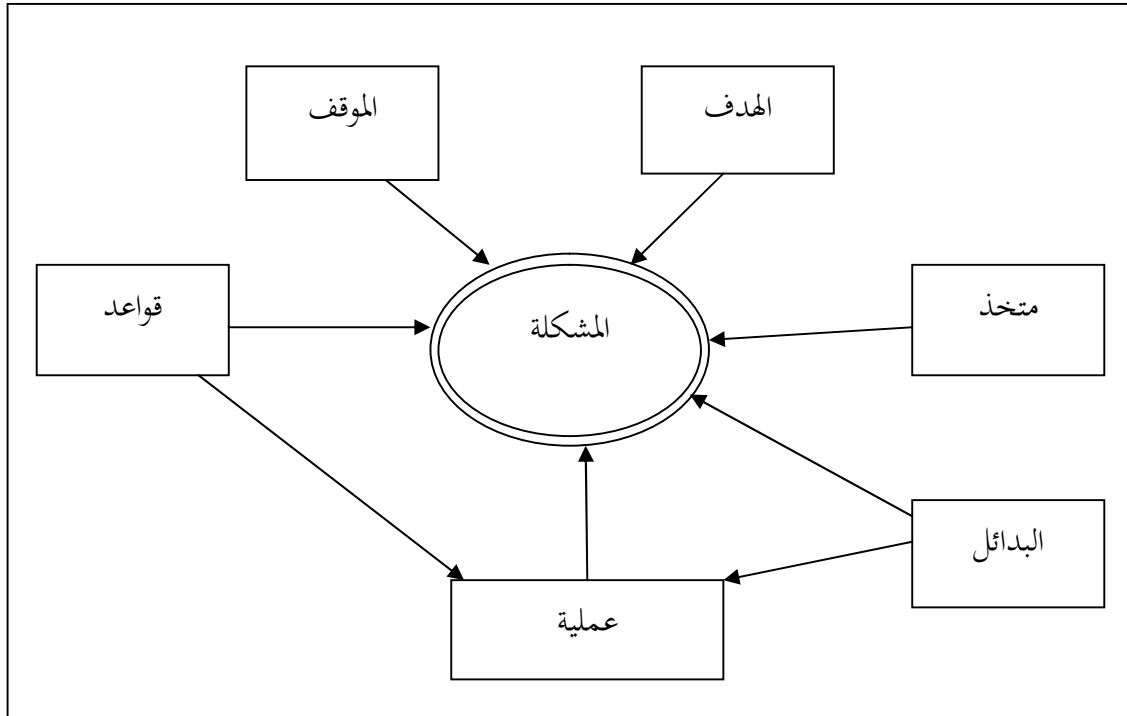 الهدف
الموقف
متخذ
المشكلة
قواعد
البدائل
عملية